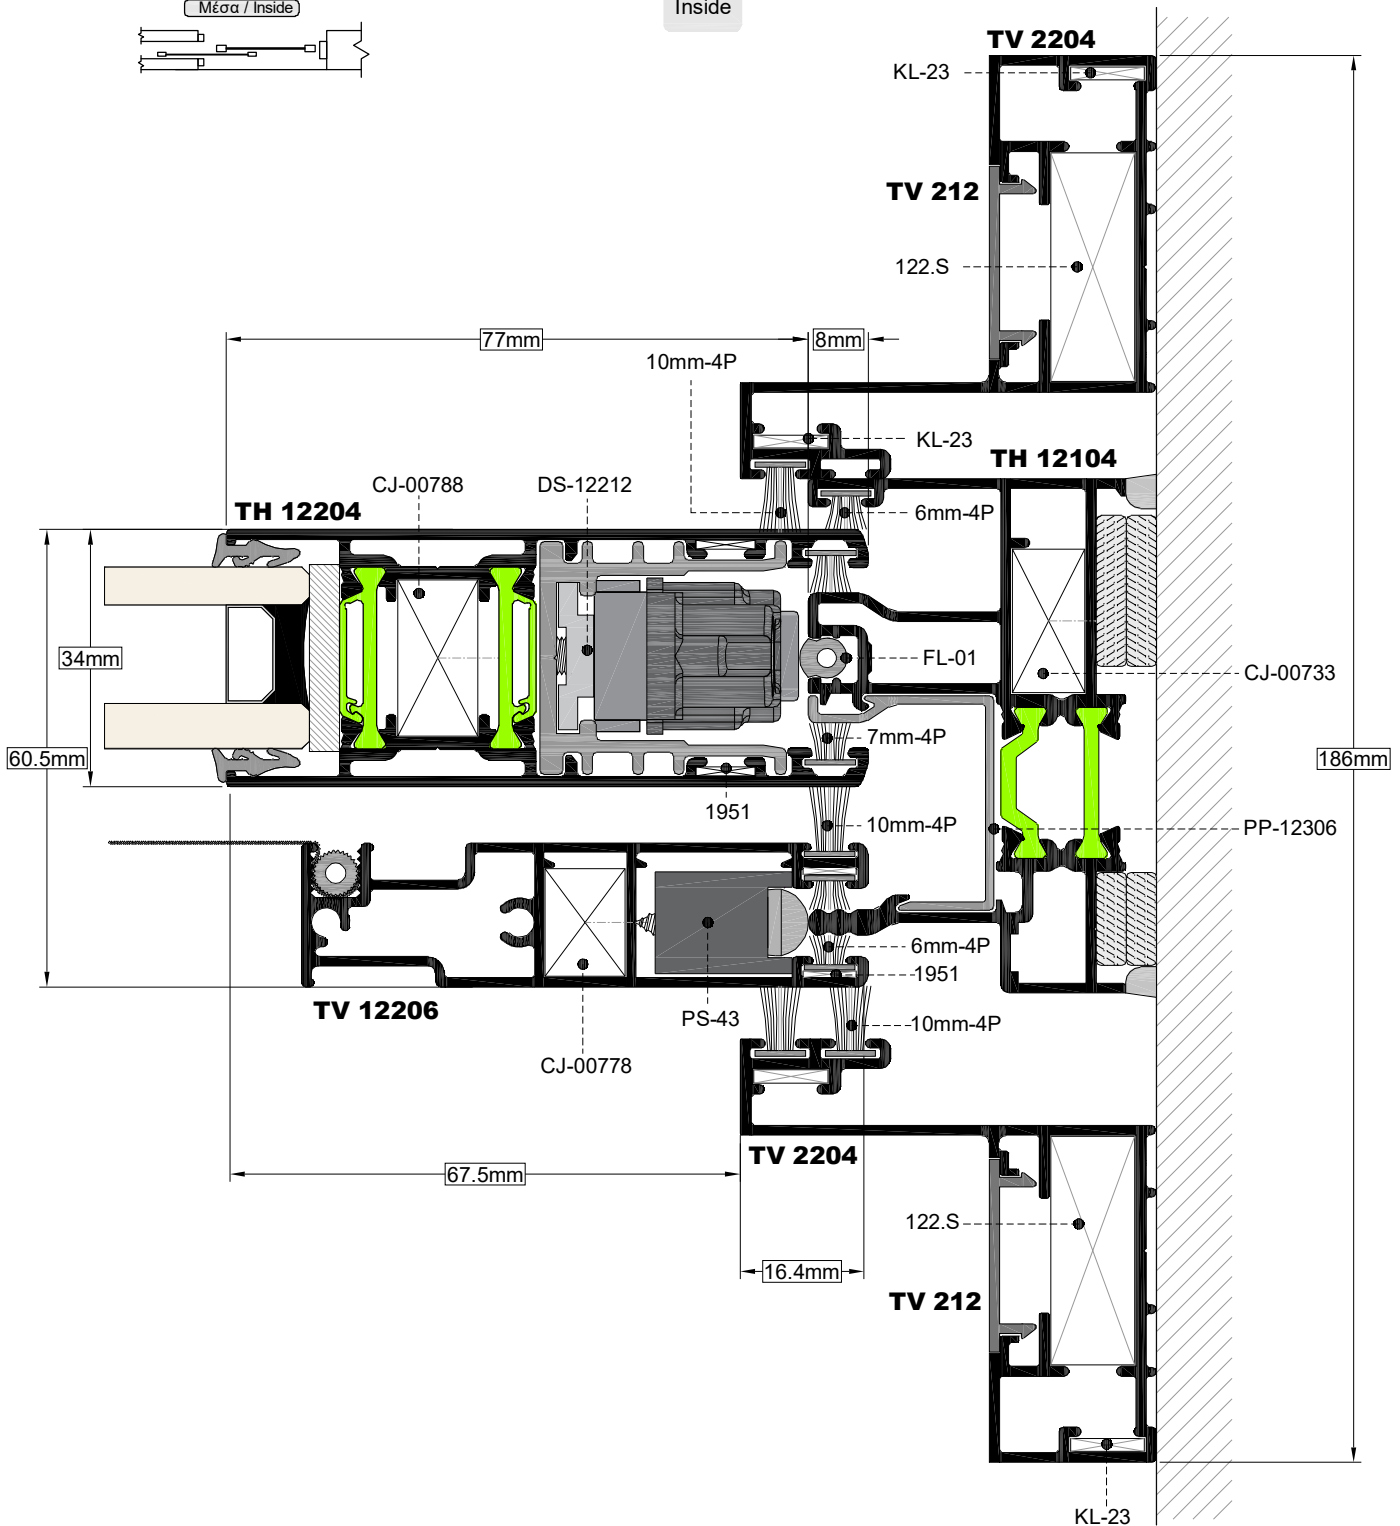 Μέσα / Inside
Inside
TV 2204
KL-23
TV 212
122.S
77mm
8mm
10mm-4P
KL-23
TH 12104
CJ-00788
DS-12212
TH 12204
6mm-4P
34mm
FL-01
CJ-00733
7mm-4P
60.5mm
186mm
1951
10mm-4P
PP-12306
6mm-4P
1951
TV 12206
PS-43
10mm-4P
CJ-00778
TV 2204
67.5mm
122.S
16.4mm
TV 212
KL-23